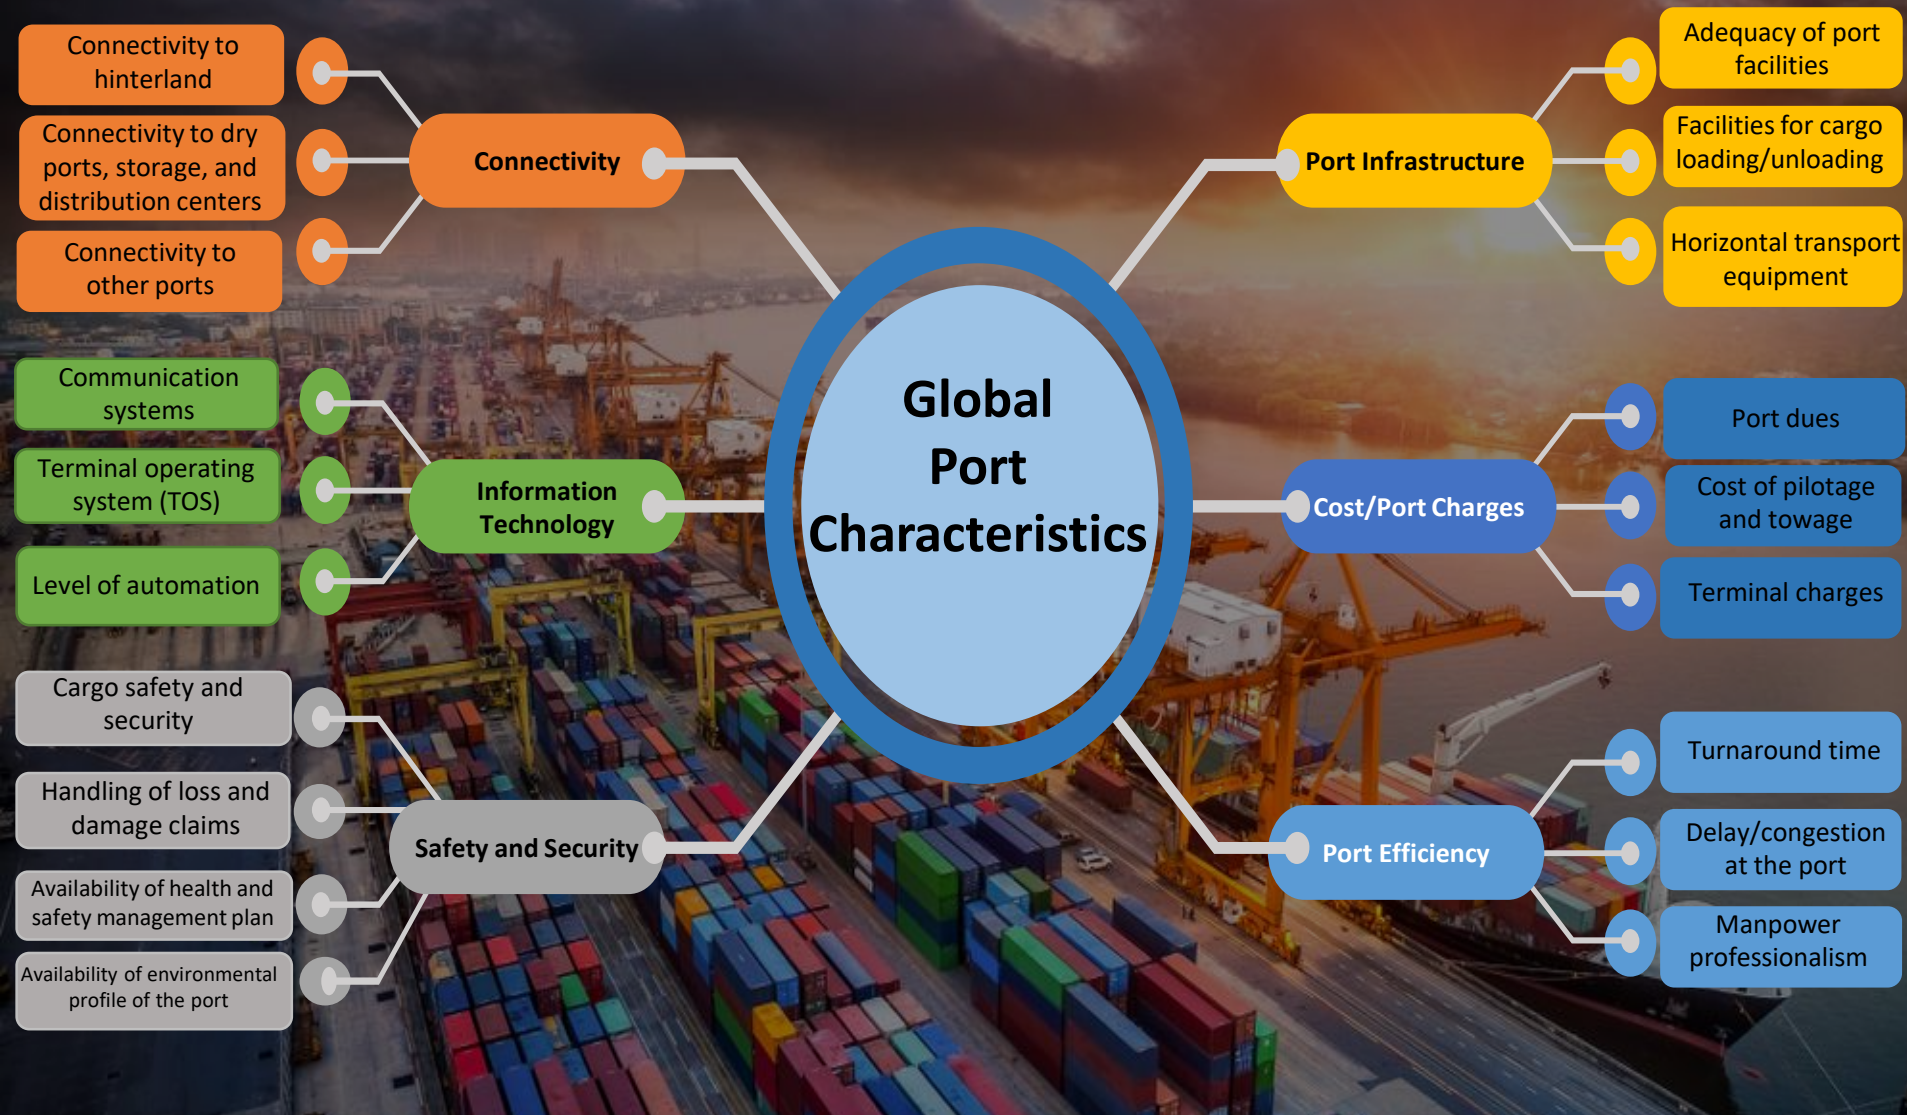 Connectivity to
hinterland
Connectivity to dry
ports, storage, and
distribution centers
Connectivity to
other ports
Connectivity
Communication
systems
Terminal operating
system (TOS)
Level of automation
Information
Technology
Cargo safety and
security
Handling of loss and
damage claims
Availability of health and
safety management plan
Availability of environmental
profile of the port
Safety and Security
Global
Port
Characteristics
Port Infrastructure
Adequacy of port
facilities
Facilities for cargo
loading/unloading
Horizontal transport
equipment
Cost/Port Charges
Port dues
Cost of pilotage
and towage
Terminal charges
Port Efficiency
Turnaround time
Delay/congestion
at the port
Manpower
professionalism